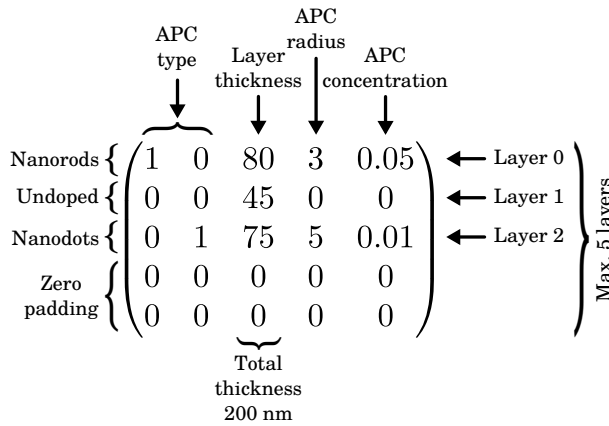 APC
type
Layer
thickness
APC
radius
APC
concentration
Nanorods { 1 0 80 3 0.05 Layer 0
Undoped { 0 0 45 0 0 Layer 1
Nanodots { 0 1 75 5 0.01 Layer 2
Zero
padding
0 0 0 0 0
0 0 0 0 0
Max. 5 layers
Total
thickness
200 nm